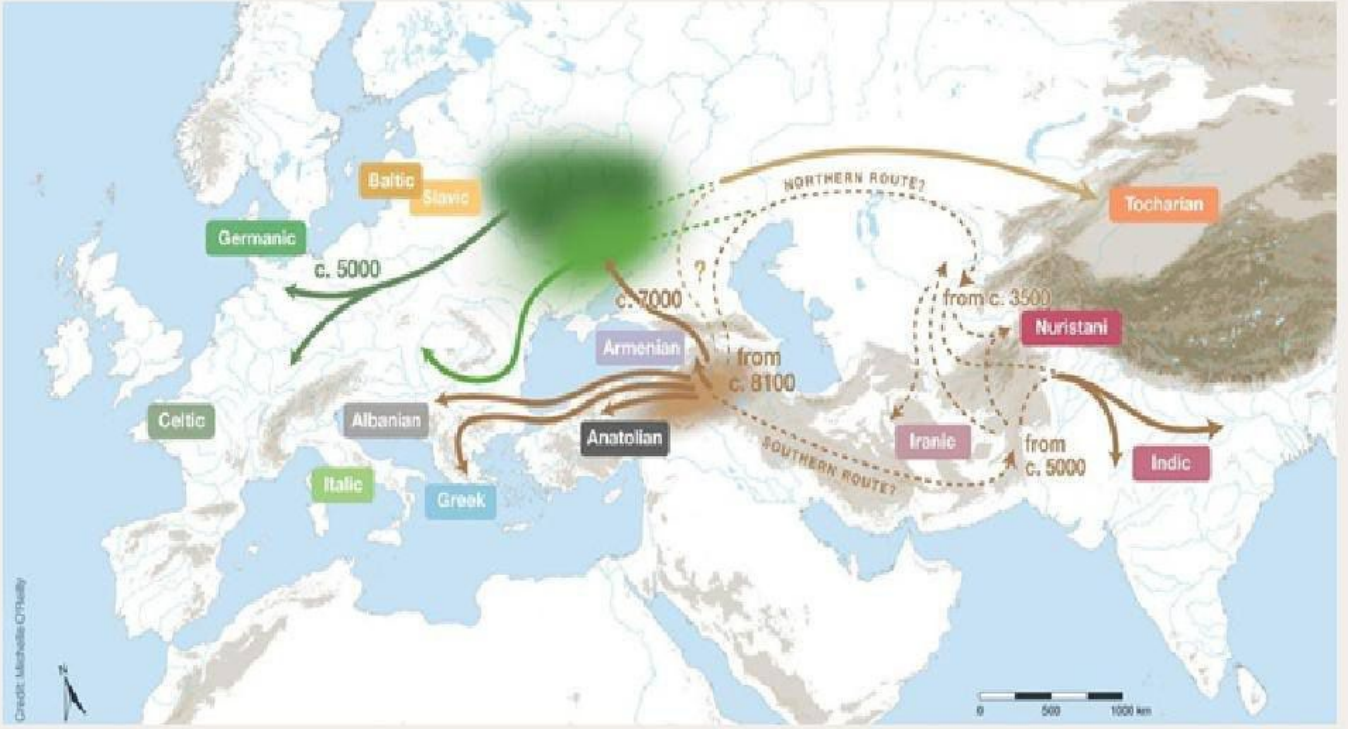 Baltic
Slavic
Germanic
c. 5000
NORTHERN ROUTE?
Tocharian
?
c. 7000
from c. 3500
Nuristani
Armenian
from
c. 8100
Celtic
Albanian
Anatolian
SOUTHERN ROUTE?
Iranic
from
c. 5000
Indic
Italic
Greek
Credit: Michelle O'Reilly
N
0 500 1000 km